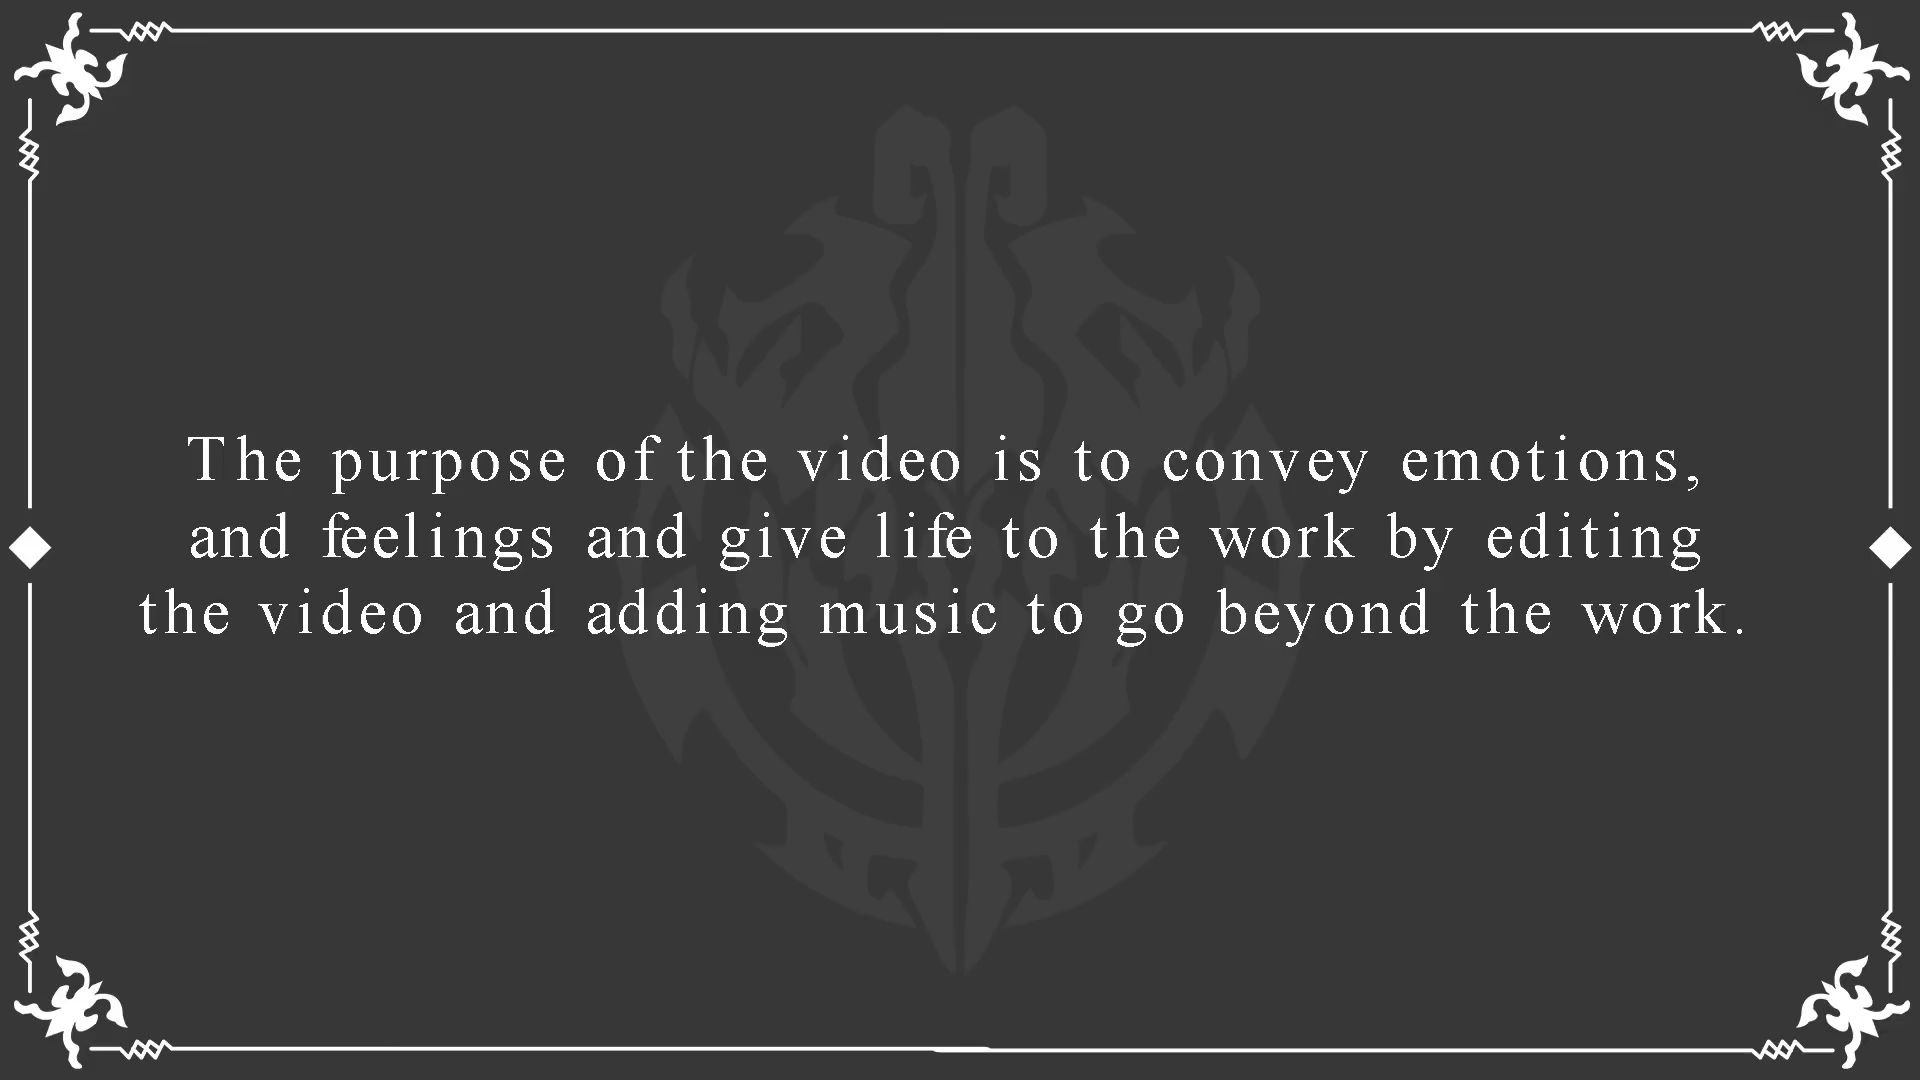 The purpose of the video is to convey emotions,
and feelings and give life to the work by editing
the video and adding music to go beyond the work.